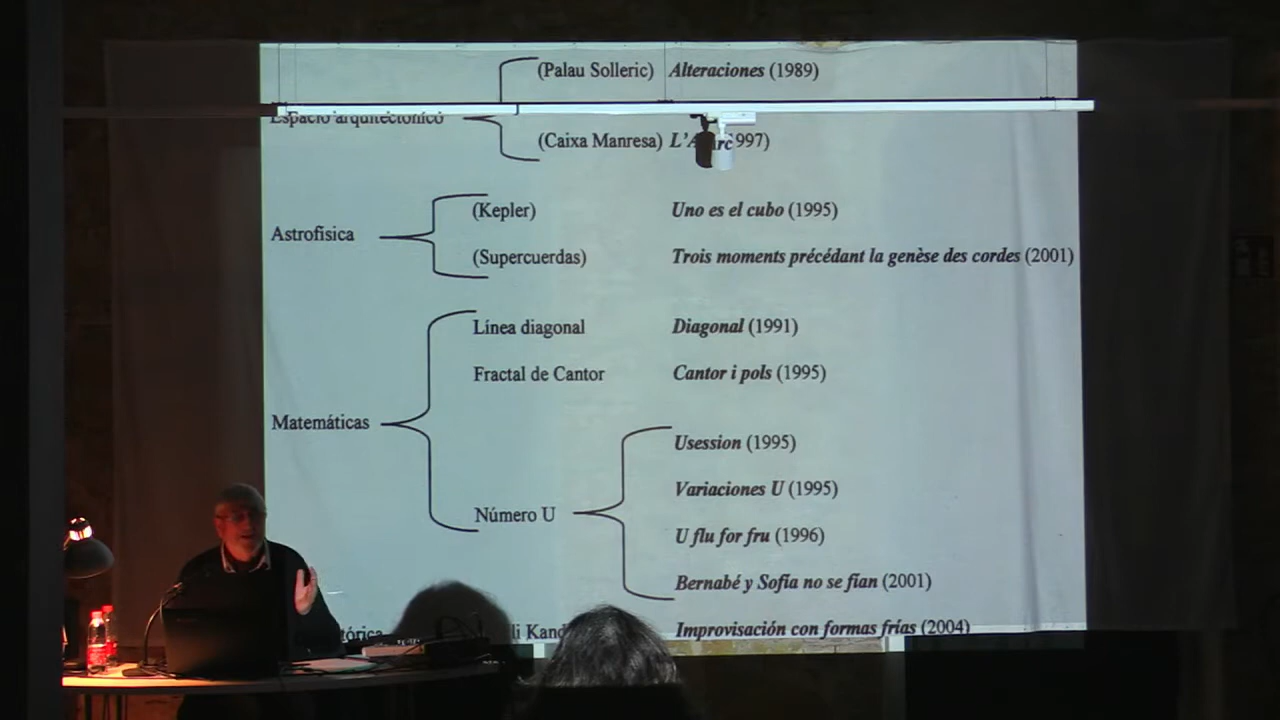 (Palau Solleric) Alteraciones (1989)
Espacio arquitectónico
(Caixa Manresa) 1997)
(Kepler) Uno es el cubo (1995)
Astrofísica
(Supercuerdas) Trois moments précédant la genèse des cordes (2001)
Línea diagonal Diagonal (1991)
Fractal de Cantor Cantor i pols (1995)
Matemáticas
Usession (1995)
Variaciones U (1995)
Número U
U flu for fru (1996)
Bernabé y Sofía no se fían (2001)
Improvisación con formas frías (2004)